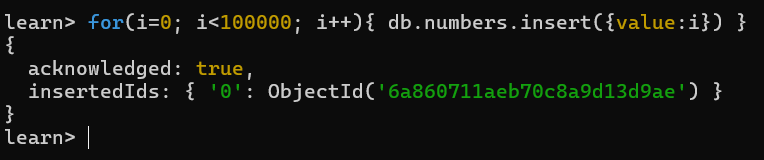 learn> for(i=0; i<100000; i++){ db.numbers.insert({value:i}) }
{
  acknowledged: true,
  insertedIds: { '0': ObjectId('6a860711aeb70c8a9d13d9ae') }
}
learn>